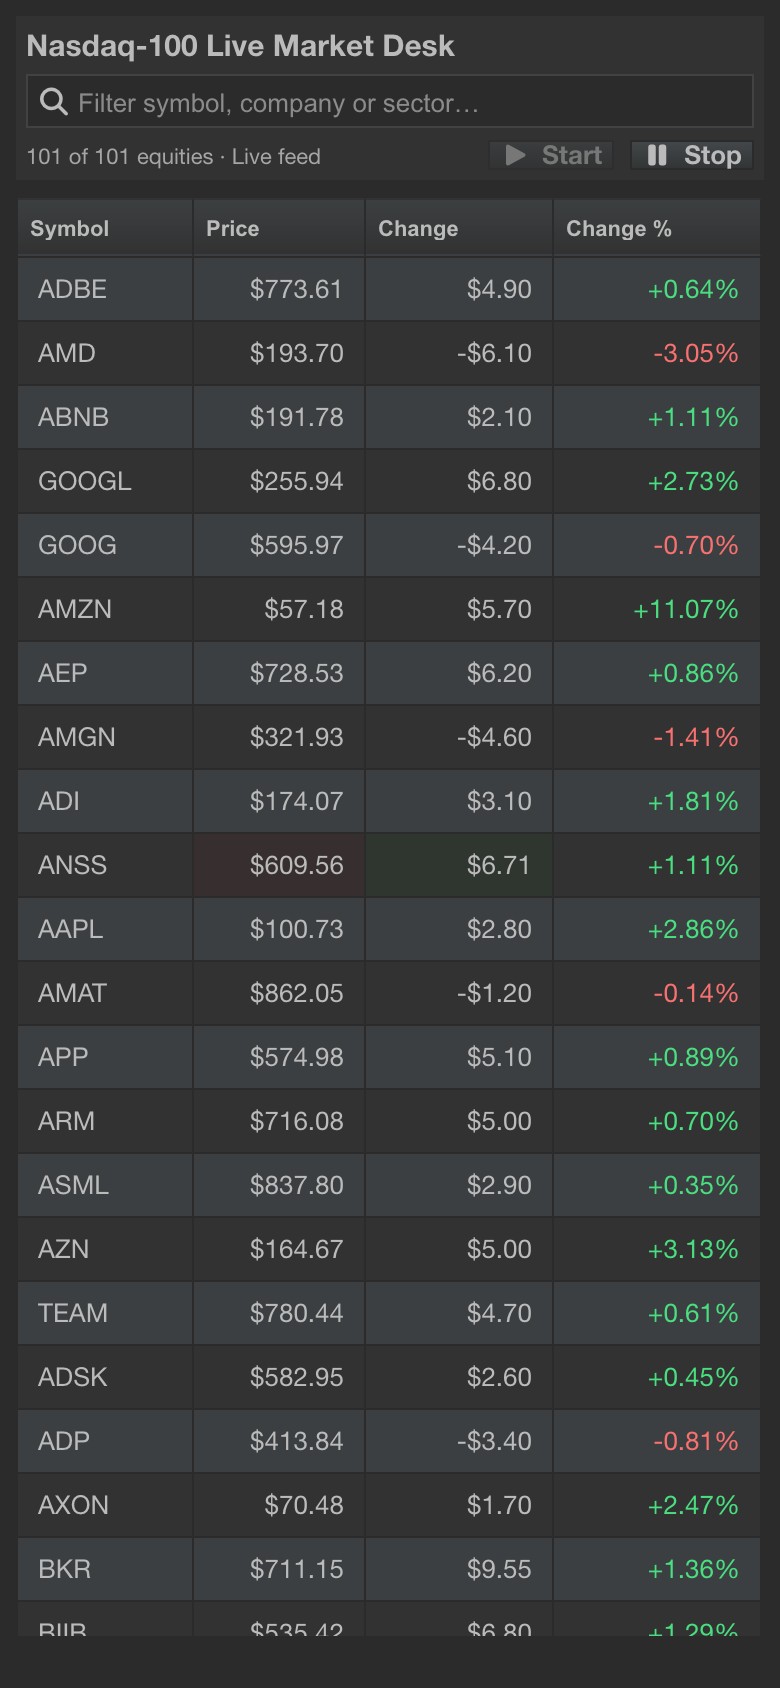 Nasdaq-100 Live Market Desk
Filter symbol, company or sector…
101 of 101 equities · Live feed Start Stop
Symbol Price Change Change %
ADBE $773.61 $4.90 +0.64%
AMD $193.70 -$6.10 -3.05%
ABNB $191.78 $2.10 +1.11%
GOOGL $255.94 $6.80 +2.73%
GOOG $595.97 -$4.20 -0.70%
AMZN $57.18 $5.70 +11.07%
AEP $728.53 $6.20 +0.86%
AMGN $321.93 -$4.60 -1.41%
ADI $174.07 $3.10 +1.81%
ANSS $609.56 $6.71 +1.11%
AAPL $100.73 $2.80 +2.86%
AMAT $862.05 -$1.20 -0.14%
APP $574.98 $5.10 +0.89%
ARM $716.08 $5.00 +0.70%
ASML $837.80 $2.90 +0.35%
AZN $164.67 $5.00 +3.13%
TEAM $780.44 $4.70 +0.61%
ADSK $582.95 $2.60 +0.45%
ADP $413.84 -$3.40 -0.81%
AXON $70.48 $1.70 +2.47%
BKR $711.15 $9.55 +1.36%
BIIB $535.42 $6.80 +1.29%